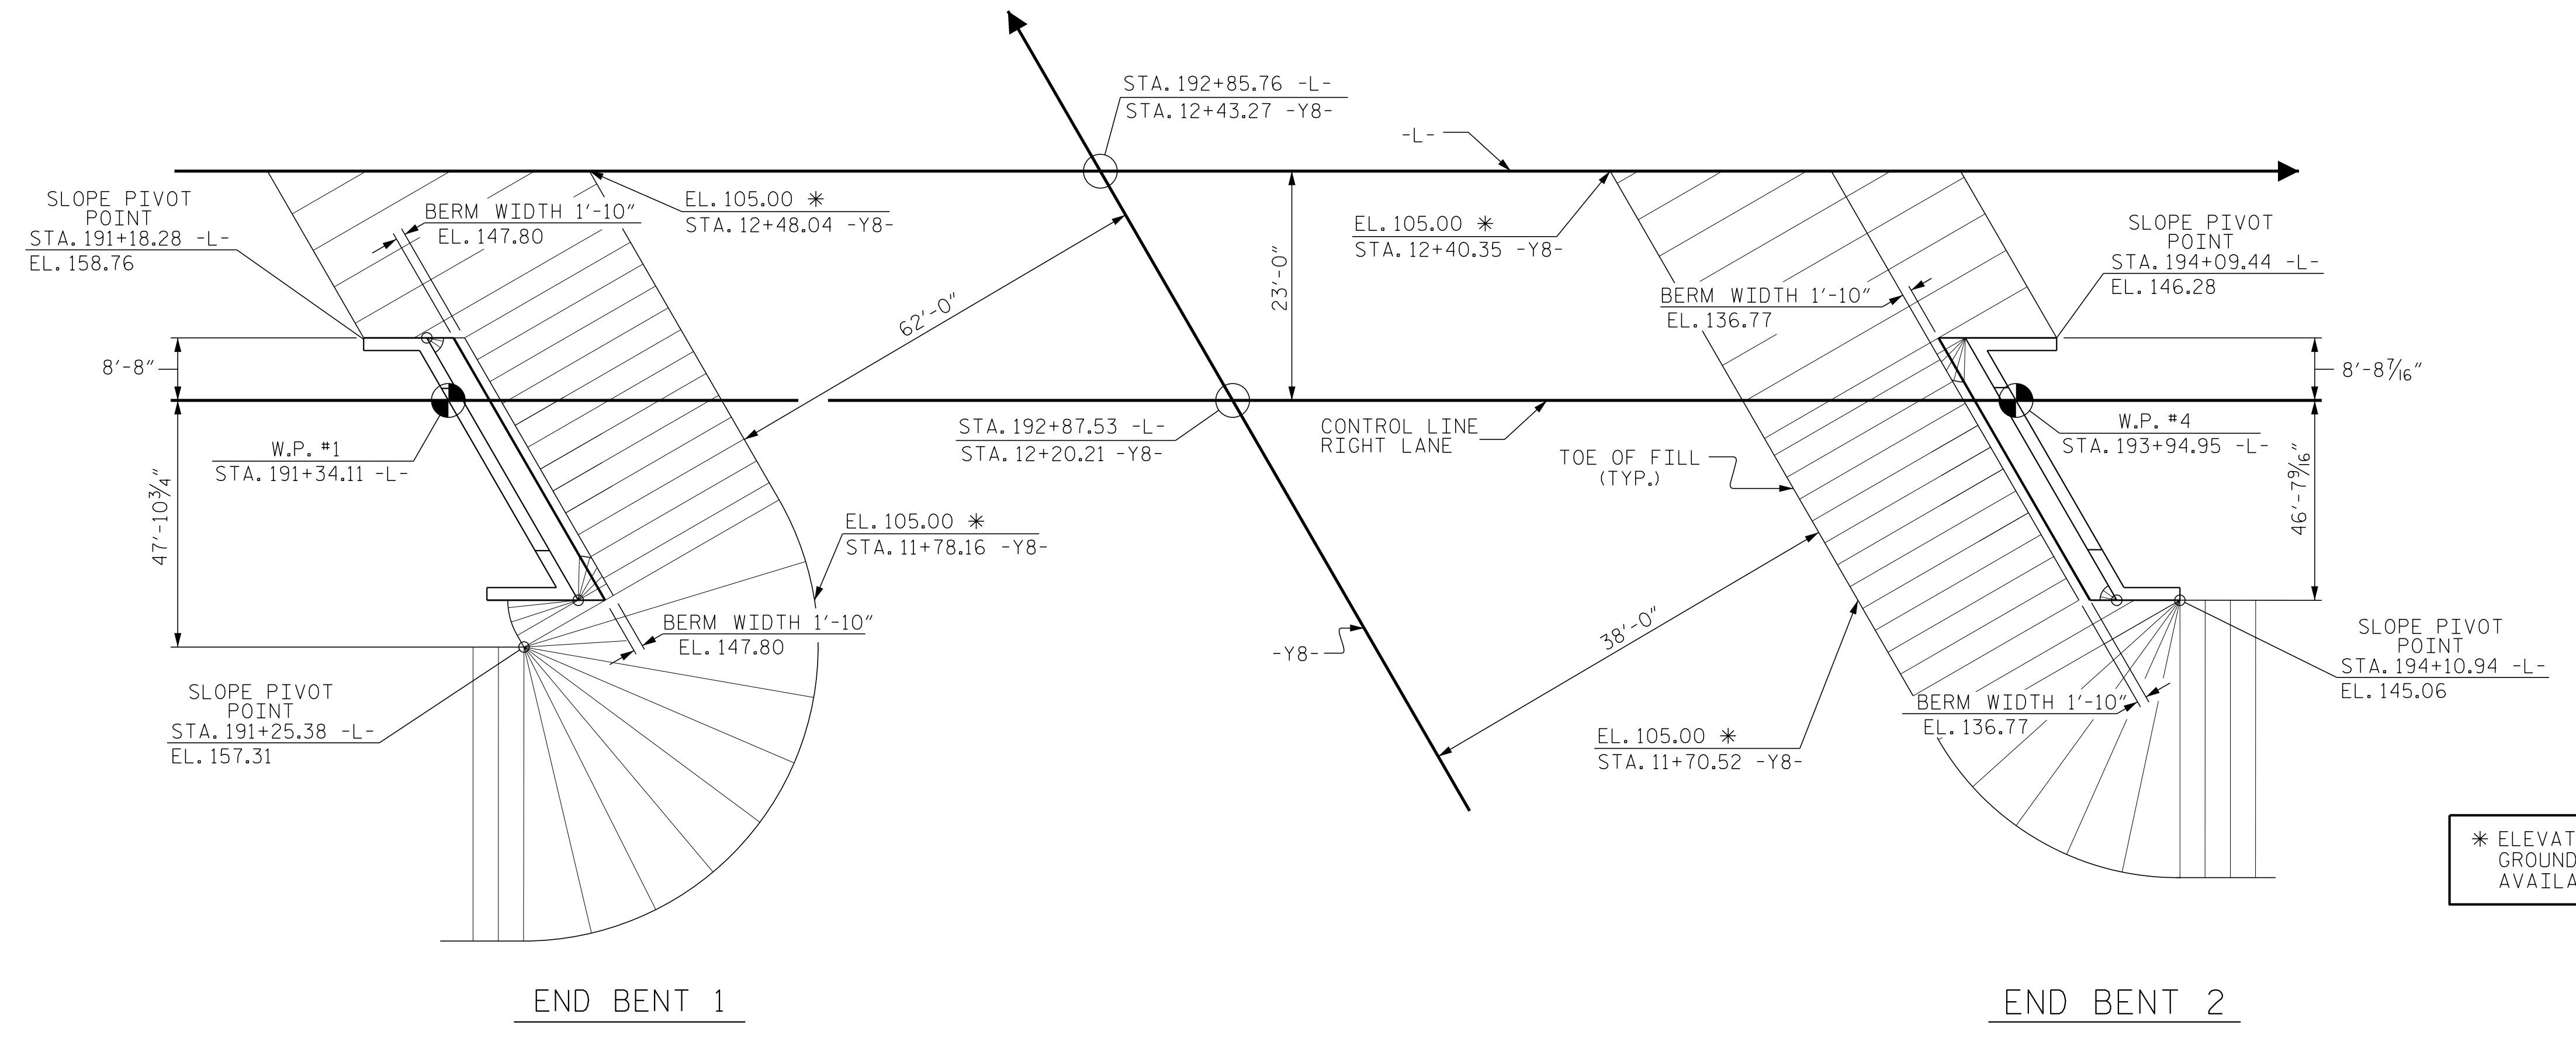 STA. 192+85.76 -L-
STA. 12+43.27 -Y8-
-L-
SLOPE PIVOT
POINT
STA. 191+18.28 -L-
EL. 158.76
BERM WIDTH 1'-10"
EL. 147.80
EL. 105.00 *
STA. 12+48.04 -Y8-
62'-0"
23'-0"
EL. 105.00 *
STA. 12+40.35 -Y8-
BERM WIDTH 1'-10"
EL. 136.77
SLOPE PIVOT
POINT
STA. 194+09.44 -L-
EL. 146.28
8'-8"
8'-8 7/16"
W.P. #1
STA. 191+34.11 -L-
STA. 192+87.53 -L-
STA. 12+20.21 -Y8-
CONTROL LINE
RIGHT LANE
TOE OF FILL
(TYP.)
W.P. #4
STA. 193+94.95 -L-
47'-10 3/4"
46'-7 9/16"
EL. 105.00 *
STA. 11+78.16 -Y8-
BERM WIDTH 1'-10"
EL. 147.80
-Y8-
38'-0"
SLOPE PIVOT
POINT
STA. 191+25.38 -L-
EL. 157.31
EL. 105.00 *
STA. 11+70.52 -Y8-
BERM WIDTH 1'-10"
EL. 136.77
SLOPE PIVOT
POINT
STA. 194+10.94 -L-
EL. 145.06
* ELEVAT
GROUND
AVAILA
END BENT 1
END BENT 2